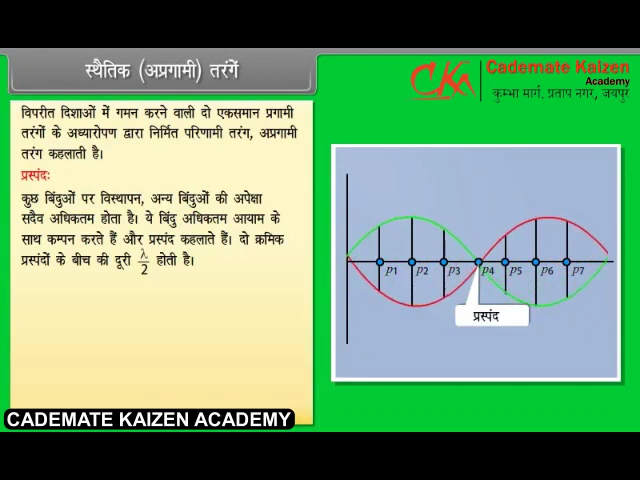 स्थैतिक (अप्रगामी) तरंगें
Cademate Kaizen
Academy
CKA
कुम्भा मार्ग. प्रताप नगर, जयपुर
विपरीत दिशाओं में गमन करने वाली दो एकसमान प्रगामी
तरंगों के अध्यारोपण द्वारा निर्मित परिणामी तरंग, अप्रगामी
तरंग कहलाती है।
प्रस्पंदः
कुछ बिंदुओं पर विस्थापन, अन्य बिंदुओं की अपेक्षा
सदैव अधिकतम होता है। ये बिंदु अधिकतम आयाम के
साथ कम्पन करते हैं और प्रस्पंद कहलाते हैं। दो क्रमिक
प्रस्पंदों के बीच की दूरी λ/2 होती है।
p1 p2 p3 p4 p5 p6 p7
प्रस्पंद
CADEMATE KAIZEN ACADEMY